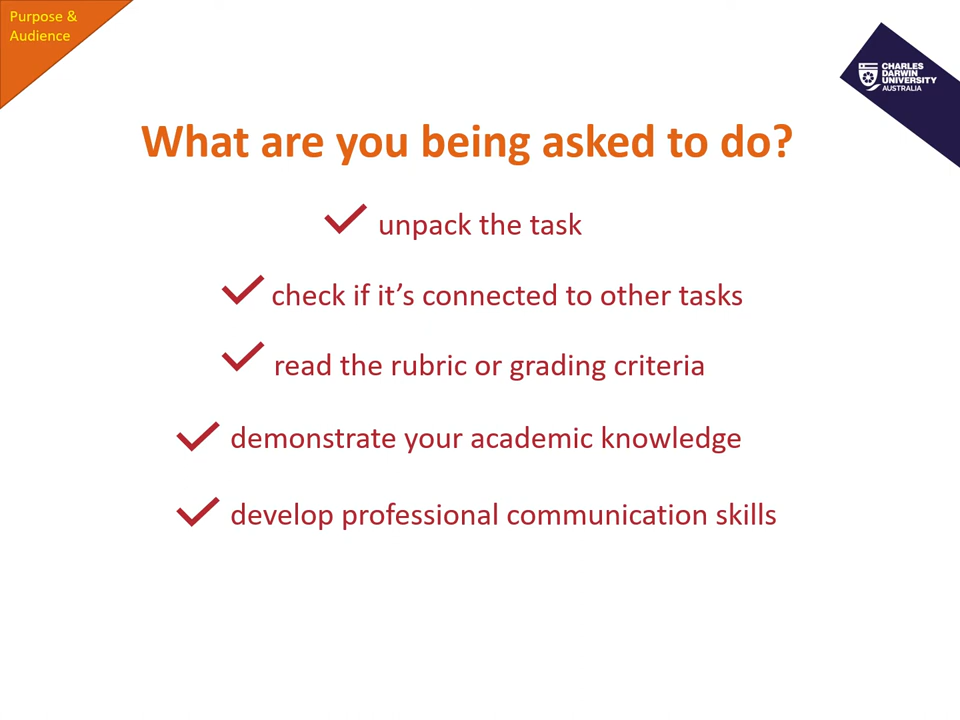 Purpose &
Audience
CHARLES
DARWIN
UNIVERSITY
AUSTRALIA
What are you being asked to do?
unpack the task
check if it’s connected to other tasks
read the rubric or grading criteria
demonstrate your academic knowledge
develop professional communication skills